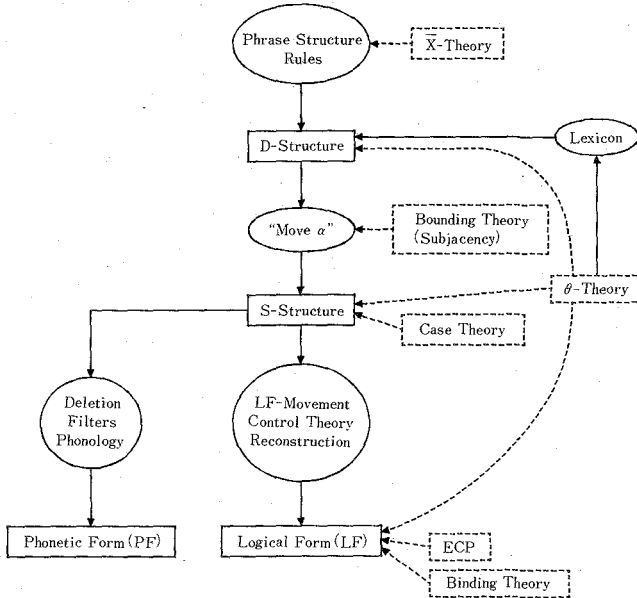 Phrase Structure
Rules
X̄-Theory
D-Structure
Lexicon
“Move α”
Bounding Theory
(Subjacency)
θ-Theory
S-Structure
Case Theory
Deletion
Filters
Phonology
LF-Movement
Control Theory
Reconstruction
Phonetic Form (PF)
Logical Form (LF)
ECP
Binding Theory